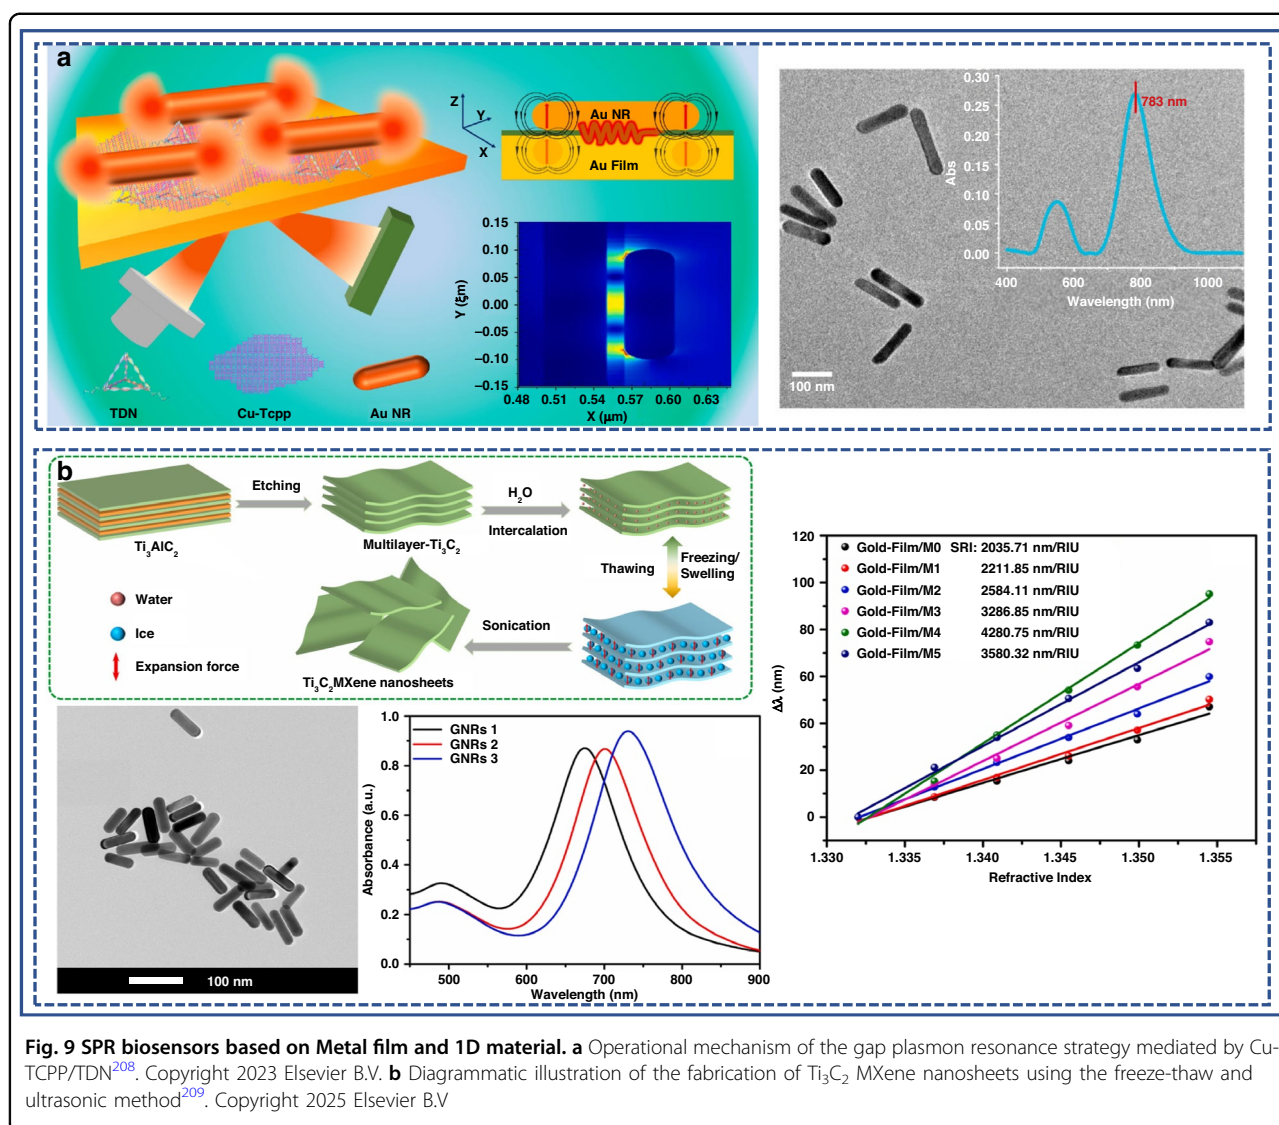 a
Z
Y
X
Au NR
Au Film
TDN
Cu-Tcpp
Au NR
0.15
0.10
0.05
0.00
−0.05
−0.10
−0.15
Y (ξm)
0.48 0.51 0.54 0.57 0.60 0.63
X (μm)
0.30
0.25
0.20
0.15
0.10
0.05
0.00
Abs
783 nm
400 600 800 1000
Wavelength (nm)
100 nm
b
Ti3AlC2
Etching
Multilayer-Ti3C2
H2O
Intercalation
Thawing
Freezing/
Swelling
Water
Ice
Expansion force
Sonication
Ti3C2MXene nanosheets
100 nm
1.0
0.8
0.6
0.4
0.2
0.0
Absorbance (a.u.)
GNRs 1
GNRs 2
GNRs 3
500 600 700 800 900
Wavelength (nm)
120
100
80
60
60
20
0
Δλ (nm)
Gold-Film/M0 SRI: 2035.71 nm/RIU
Gold-Film/M1 2211.85 nm/RIU
Gold-Film/M2 2584.11 nm/RIU
Gold-Film/M3 3286.85 nm/RIU
Gold-Film/M4 4280.75 nm/RIU
Gold-Film/M5 3580.32 nm/RIU
1.330 1.335 1.340 1.345 1.350 1.355
Refractive Index
Fig. 9 SPR biosensors based on Metal film and 1D material. a Operational mechanism of the gap plasmon resonance strategy mediated by Cu-
TCPP/TDN208. Copyright 2023 Elsevier B.V. b Diagrammatic illustration of the fabrication of Ti3C2 MXene nanosheets using the freeze-thaw and
ultrasonic method209. Copyright 2025 Elsevier B.V